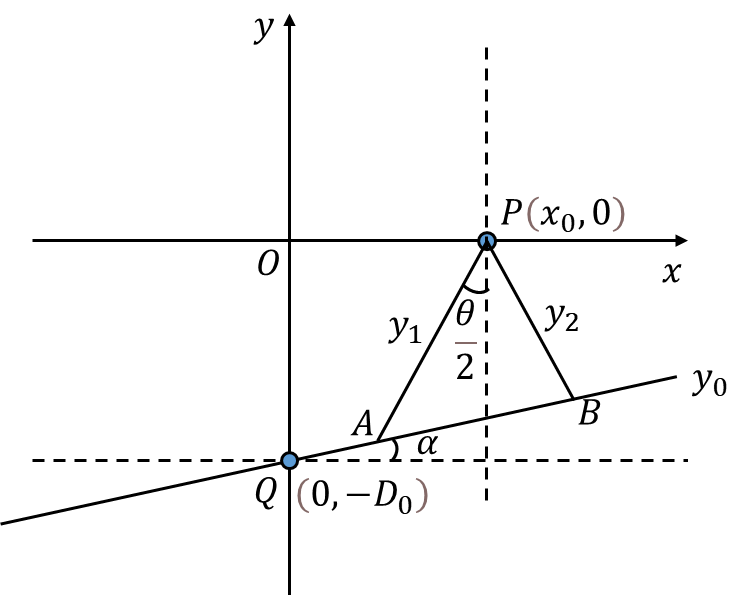 y
P(x₀,0)
O
x
y₁
θ
2
y₂
y₀
A
B
α
Q (0,−D₀)